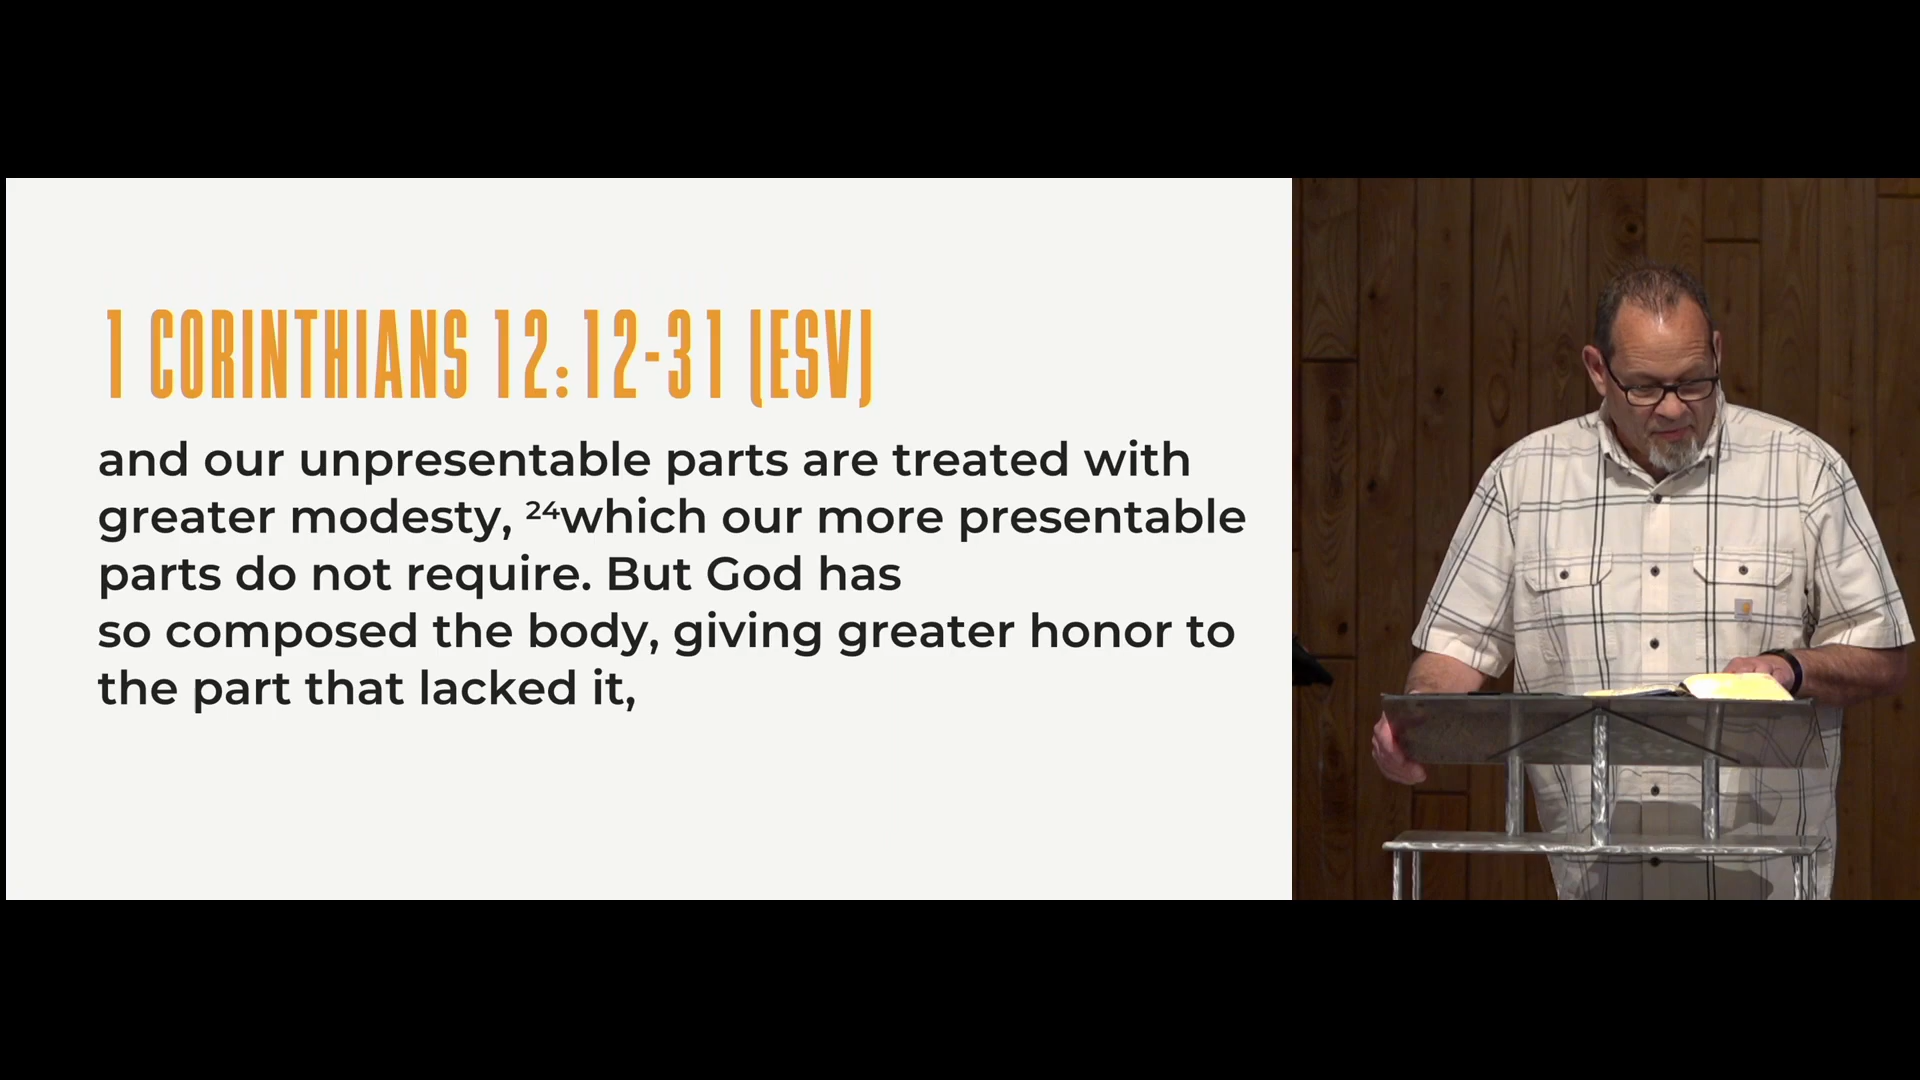 1 CORINTHIANS 12:12-31 (ESV)
and our unpresentable parts are treated with
greater modesty, ²⁴which our more presentable
parts do not require. But God has
so composed the body, giving greater honor to
the part that lacked it,